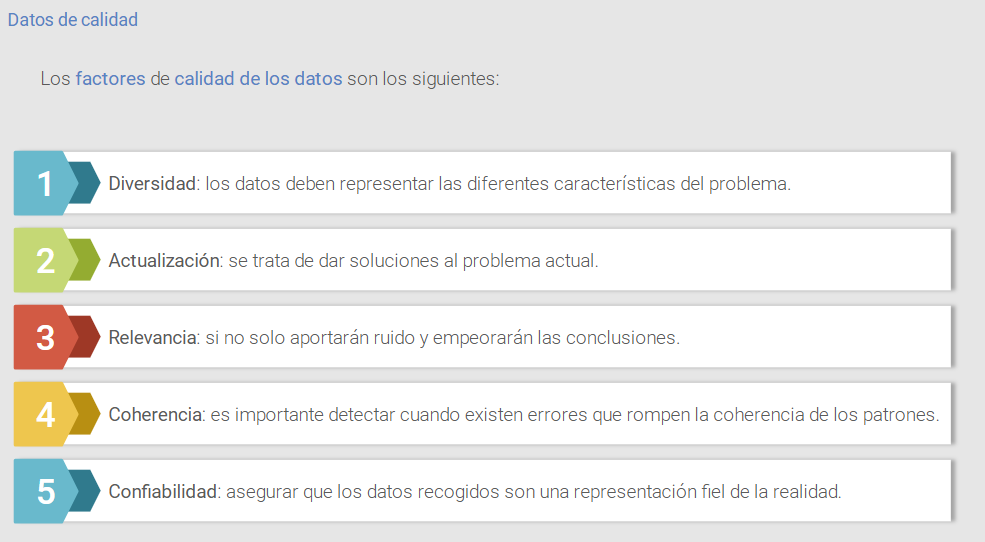 Datos de calidad
Los factores de calidad de los datos son los siguientes:
1 Diversidad: los datos deben representar las diferentes características del problema.
2 Actualización: se trata de dar soluciones al problema actual.
3 Relevancia: si no solo aportarán ruido y empeorarán las conclusiones.
4 Coherencia: es importante detectar cuando existen errores que rompen la coherencia de los patrones.
5 Confiabilidad: asegurar que los datos recogidos son una representación fiel de la realidad.